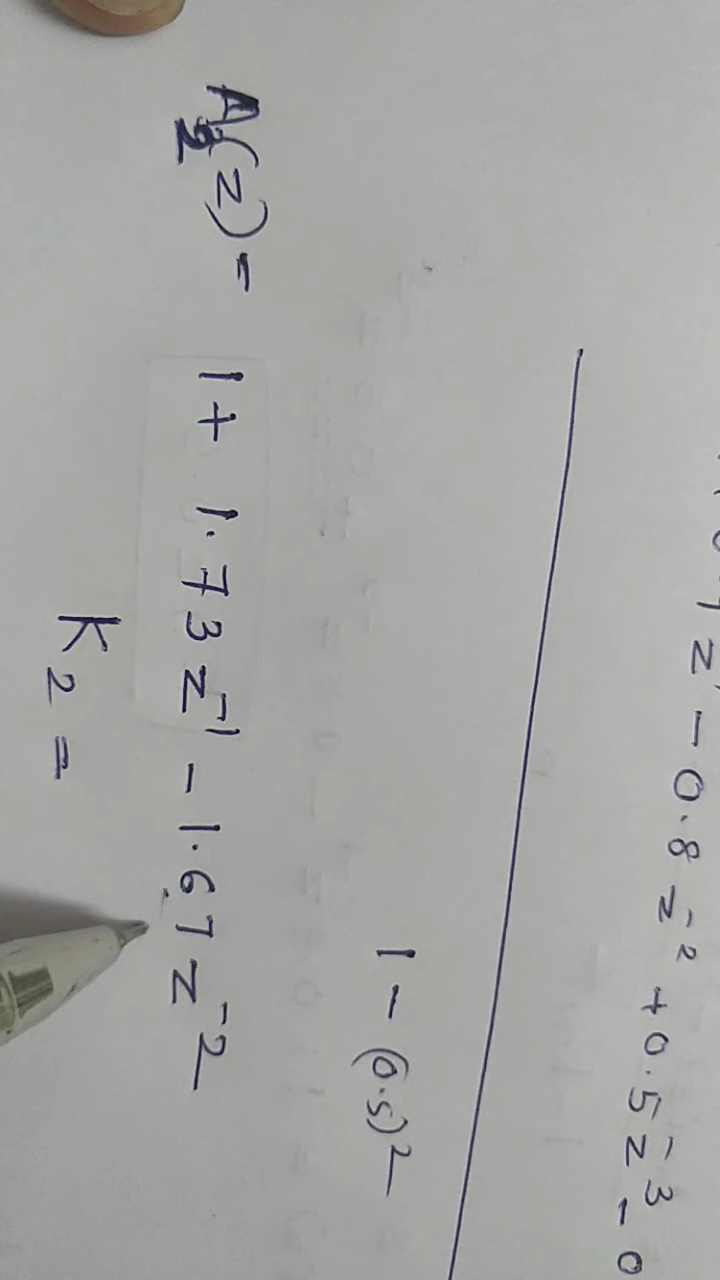 z⁻¹ - 0.8 z⁻² + 0.5 z⁻³ - 0
1 - (0.5)²
A₂(z) = 1 + 1.73 z⁻¹ - 1.67 z⁻²
K₂ =